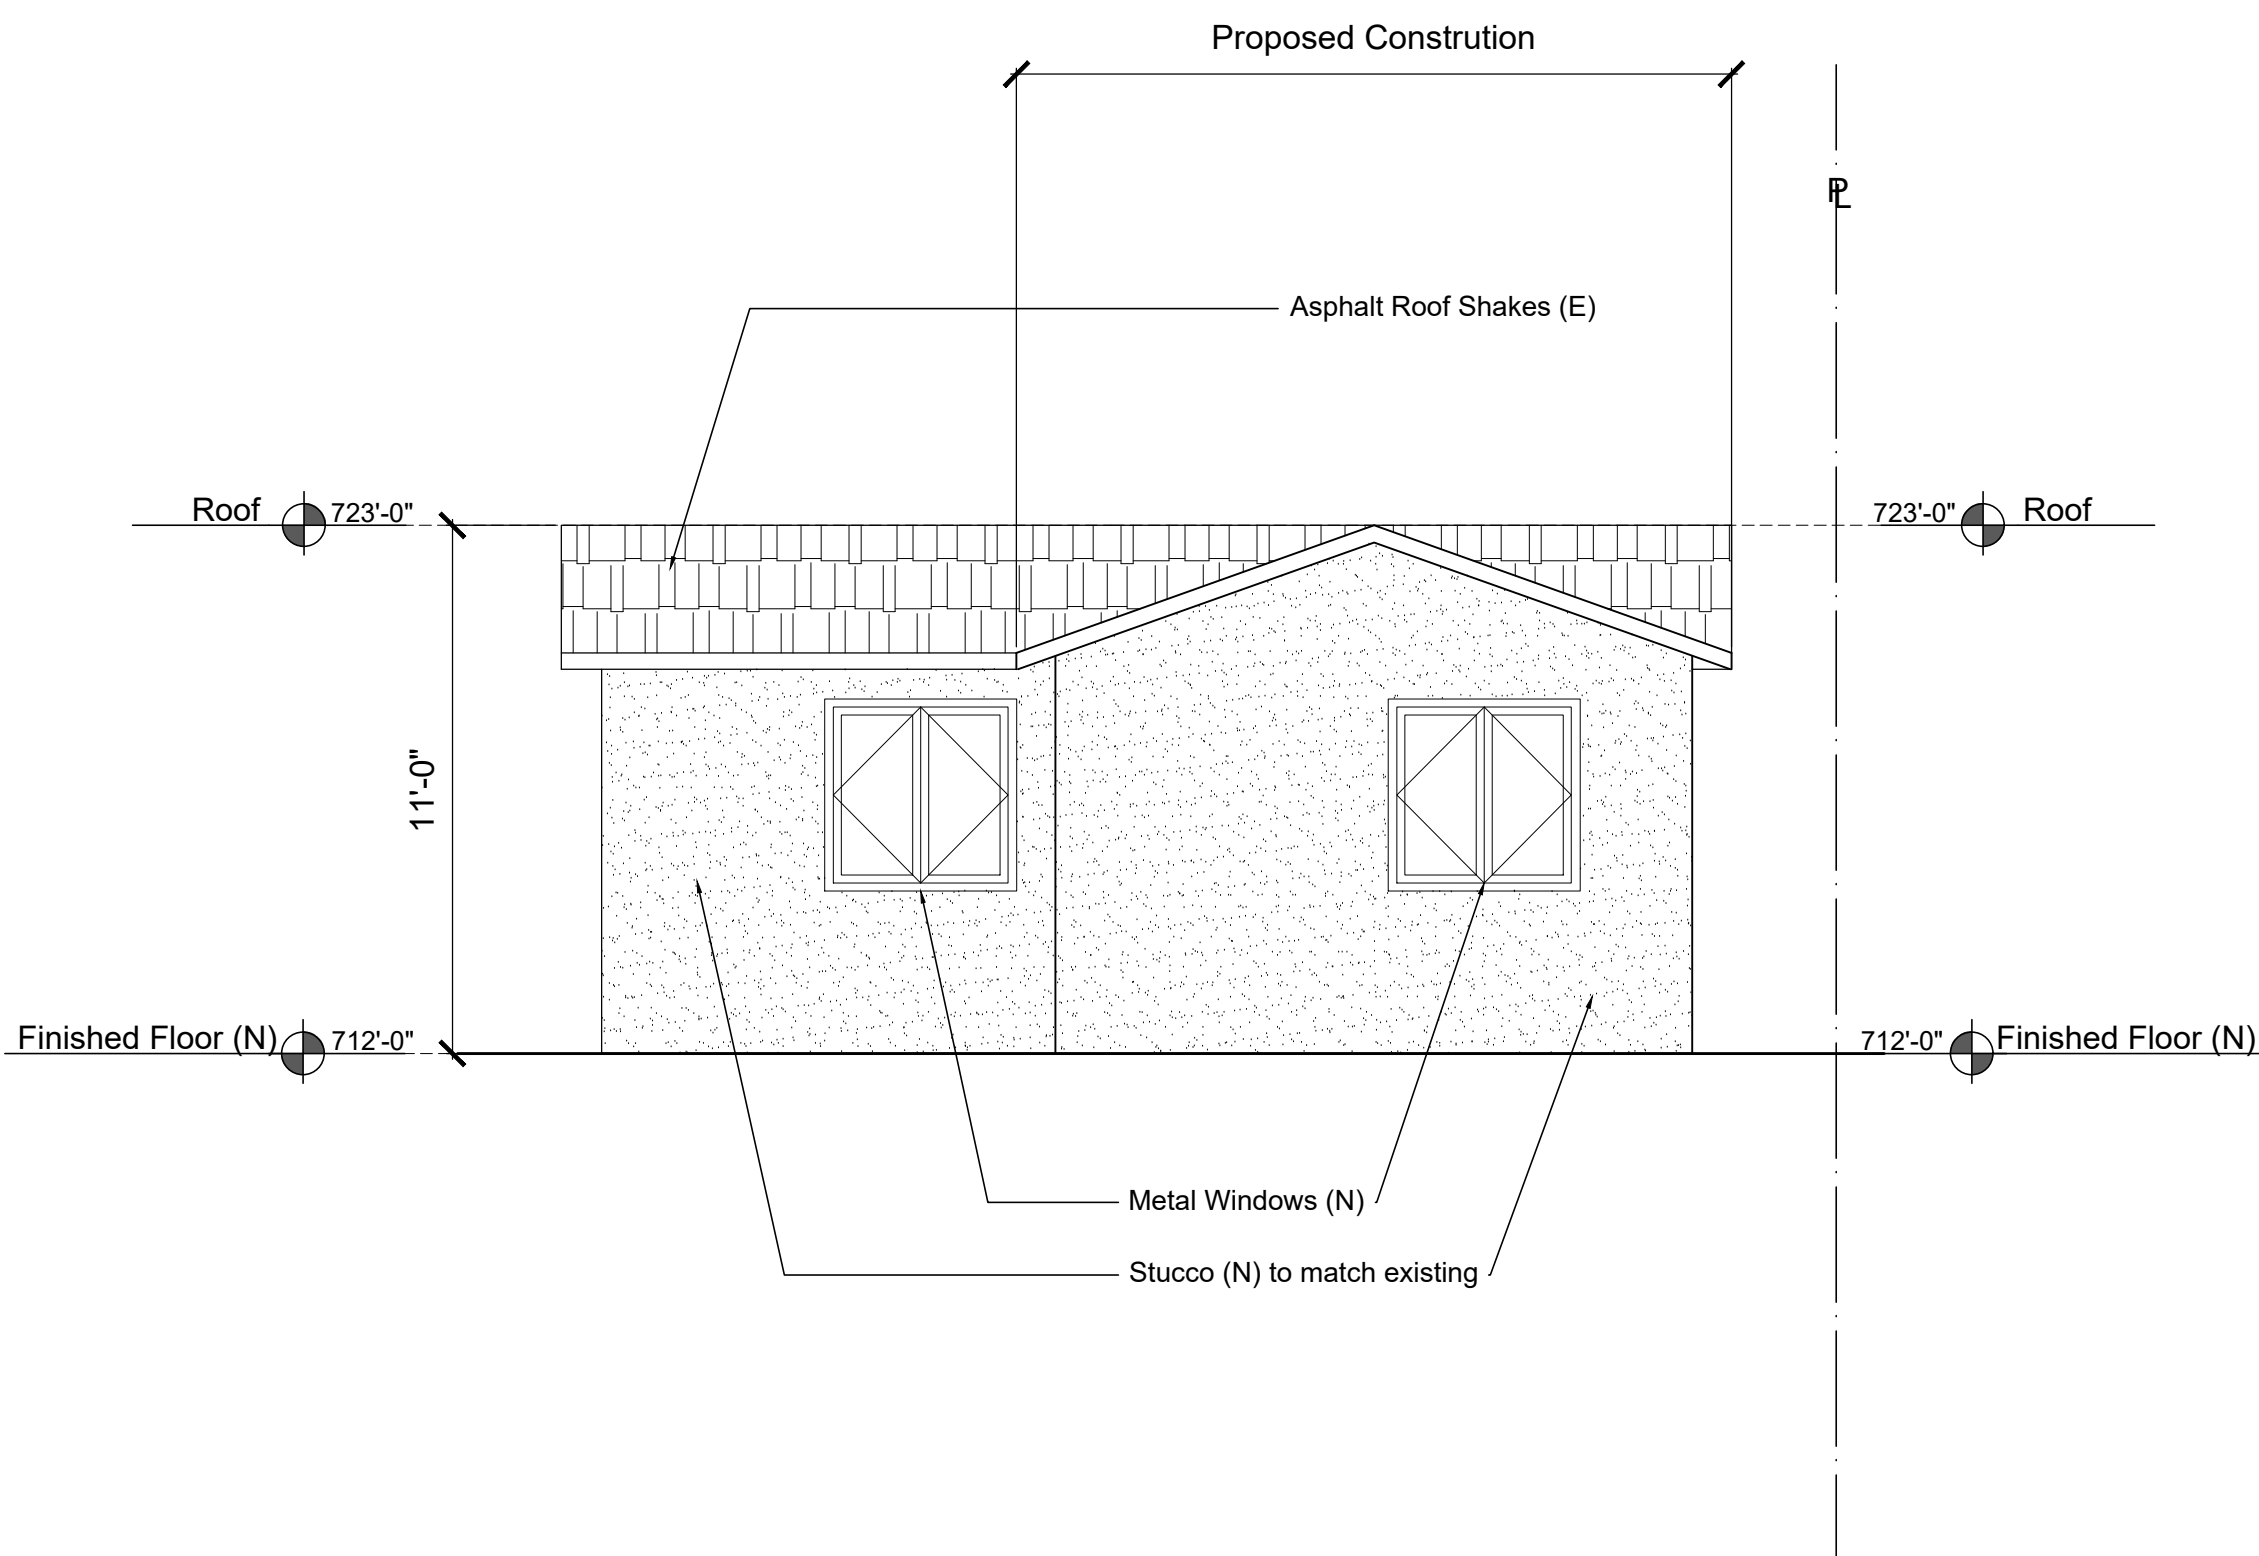 Proposed Constrution
PL
Asphalt Roof Shakes (E)
Roof 723'-0"
723'-0" Roof
11'-0"
Finished Floor (N) 712'-0"
712'-0" Finished Floor (N)
Metal Windows (N)
Stucco (N) to match existing